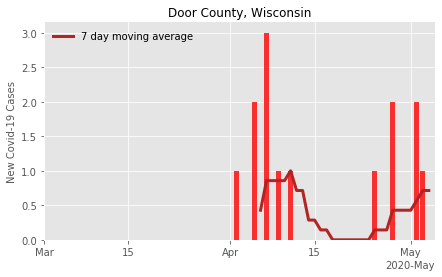 Door County, Wisconsin
7 day moving average
New Covid-19 Cases
3.0
2.5
2.0
1.5
1.0
0.5
0.0
Mar 15 Apr 15 May
2020-May